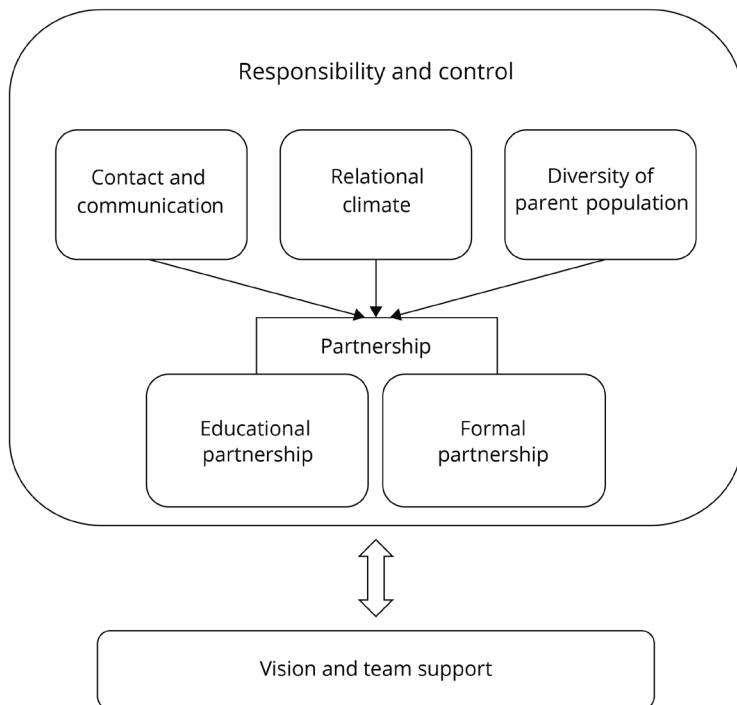 Responsibility and control
Contact and
communication
Relational
climate
Diversity of
parent population
Partnership
Educational
partnership
Formal
partnership
Vision and team support